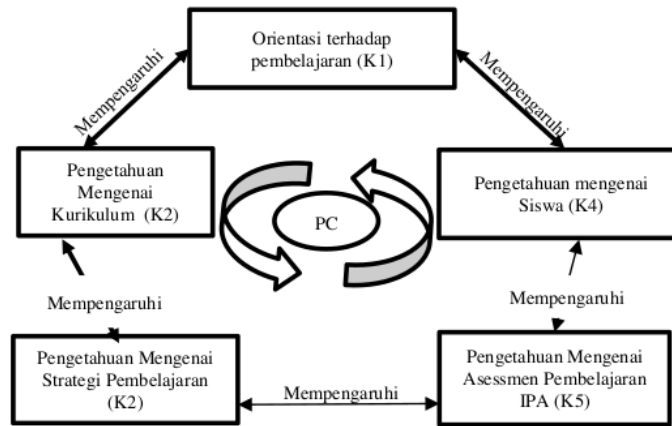 Orientasi terhadap
pembelajaran (K1)
Mempengaruhi
Mempengaruhi
Pengetahuan
Mengenai
Kurikulum (K2)
PC
Pengetahuan mengenai
Siswa (K4)
Mempengaruhi
Mempengaruhi
Pengetahuan Mengenai
Strategi Pembelajaran
(K2)
Mempengaruhi
Pengetahuan Mengenai
Asessmen Pembelajaran
IPA (K5)